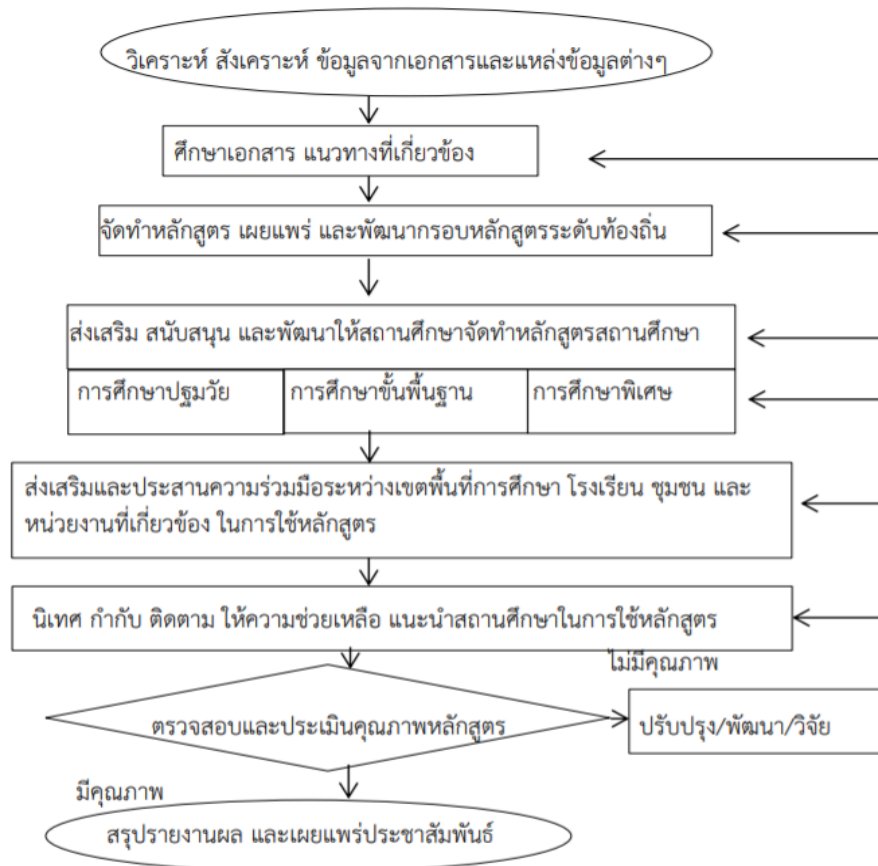 วิเคราะห์ สังเคราะห์ ข้อมูลจากเอกสารและแหล่งข้อมูลต่างๆ
ศึกษาเอกสาร แนวทางที่เกี่ยวข้อง
จัดทำหลักสูตร เผยแพร่ และพัฒนากรอบหลักสูตรระดับท้องถิ่น
ส่งเสริม สนับสนุน และพัฒนาให้สถานศึกษาจัดทำหลักสูตรสถานศึกษา
การศึกษาปฐมวัย
การศึกษาขั้นพื้นฐาน
การศึกษาพิเศษ
ส่งเสริมและประสานความร่วมมือระหว่างเขตพื้นที่การศึกษา โรงเรียน ชุมชน และ
หน่วยงานที่เกี่ยวข้อง ในการใช้หลักสูตร
นิเทศ กำกับ ติดตาม ให้ความช่วยเหลือ แนะนำสถานศึกษาในการใช้หลักสูตร
ไม่มีคุณภาพ
ตรวจสอบและประเมินคุณภาพหลักสูตร
ปรับปรุง/พัฒนา/วิจัย
มีคุณภาพ
สรุปรายงานผล และเผยแพร่ประชาสัมพันธ์